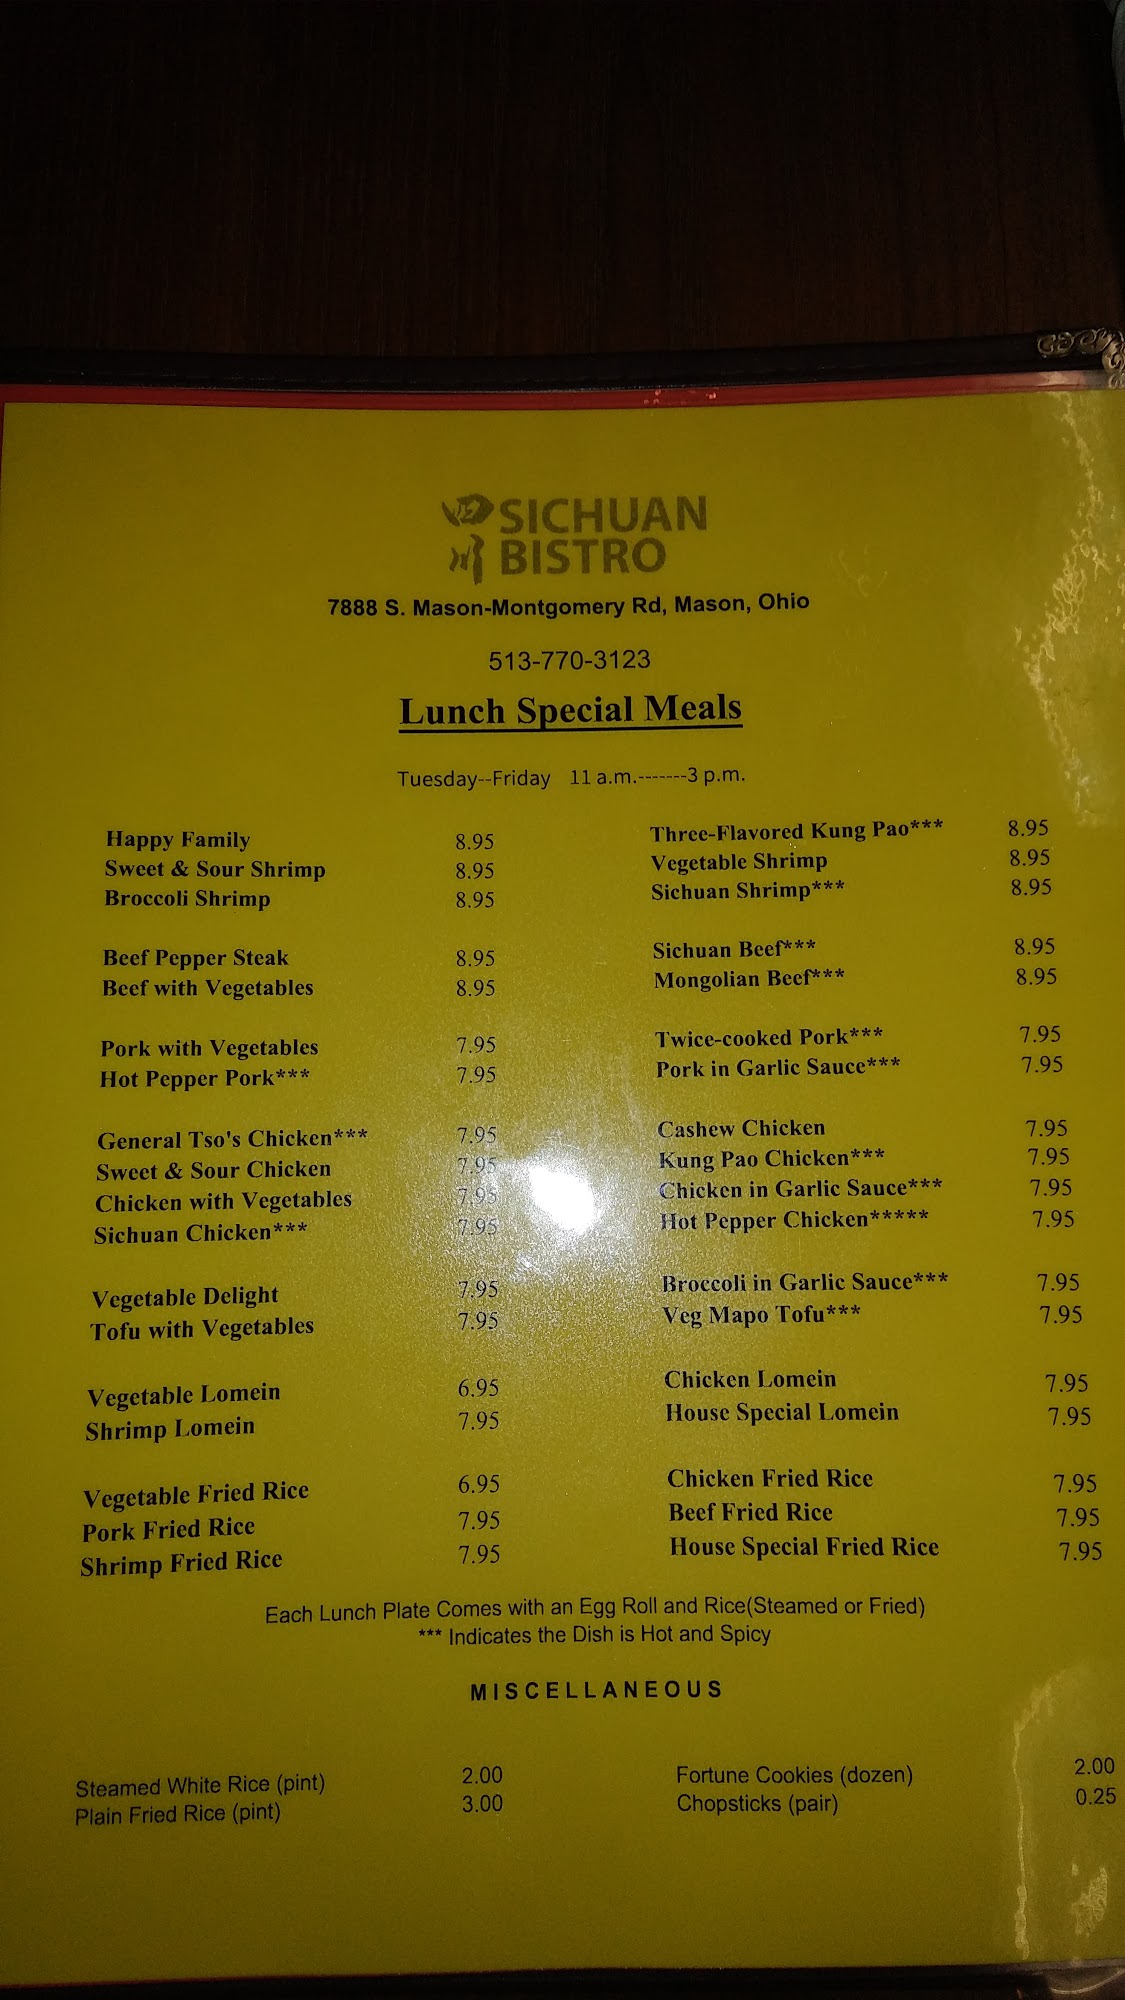 SICHUAN
BISTRO
7888 S. Mason-Montgomery Rd, Mason, Ohio
513-770-3123
Lunch Special Meals
Tuesday--Friday 11 a.m.-------3 p.m.
Happy Family 8.95 Three-Flavored Kung Pao*** 8.95
Sweet & Sour Shrimp 8.95 Vegetable Shrimp 8.95
Broccoli Shrimp 8.95 Sichuan Shrimp*** 8.95
Beef Pepper Steak 8.95 Sichuan Beef*** 8.95
Beef with Vegetables 8.95 Mongolian Beef*** 8.95
Pork with Vegetables 7.95 Twice-cooked Pork*** 7.95
Hot Pepper Pork*** 7.95 Pork in Garlic Sauce*** 7.95
General Tso's Chicken*** 7.95 Cashew Chicken 7.95
Sweet & Sour Chicken 7.95 Kung Pao Chicken*** 7.95
Chicken with Vegetables 7.95 Chicken in Garlic Sauce*** 7.95
Sichuan Chicken*** 7.95 Hot Pepper Chicken***** 7.95
Vegetable Delight 7.95 Broccoli in Garlic Sauce*** 7.95
Tofu with Vegetables 7.95 Veg Mapo Tofu*** 7.95
Vegetable Lomein 6.95 Chicken Lomein 7.95
Shrimp Lomein 7.95 House Special Lomein 7.95
Vegetable Fried Rice 6.95 Chicken Fried Rice 7.95
Pork Fried Rice 7.95 Beef Fried Rice 7.95
Shrimp Fried Rice 7.95 House Special Fried Rice 7.95
Each Lunch Plate Comes with an Egg Roll and Rice(Steamed or Fried)
*** Indicates the Dish is Hot and Spicy
MISCELLANEOUS
Steamed White Rice (pint) 2.00 Fortune Cookies (dozen) 2.00
Plain Fried Rice (pint) 3.00 Chopsticks (pair) 0.25